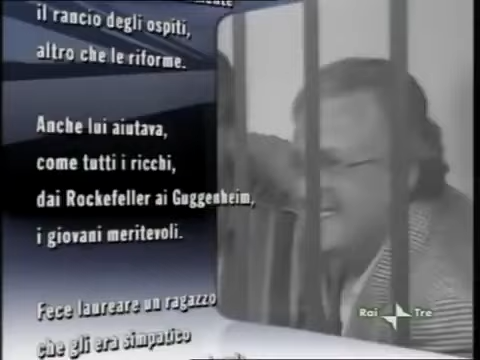 il rancio degli ospiti,
altro che le riforme.
Anche lui aiutava,
come tutti i ricchi,
dai Rockefeller ai Guggenheim,
i giovani meritevoli.
Fece laureare un ragazzo
che gli era simpatico
Rai Tre